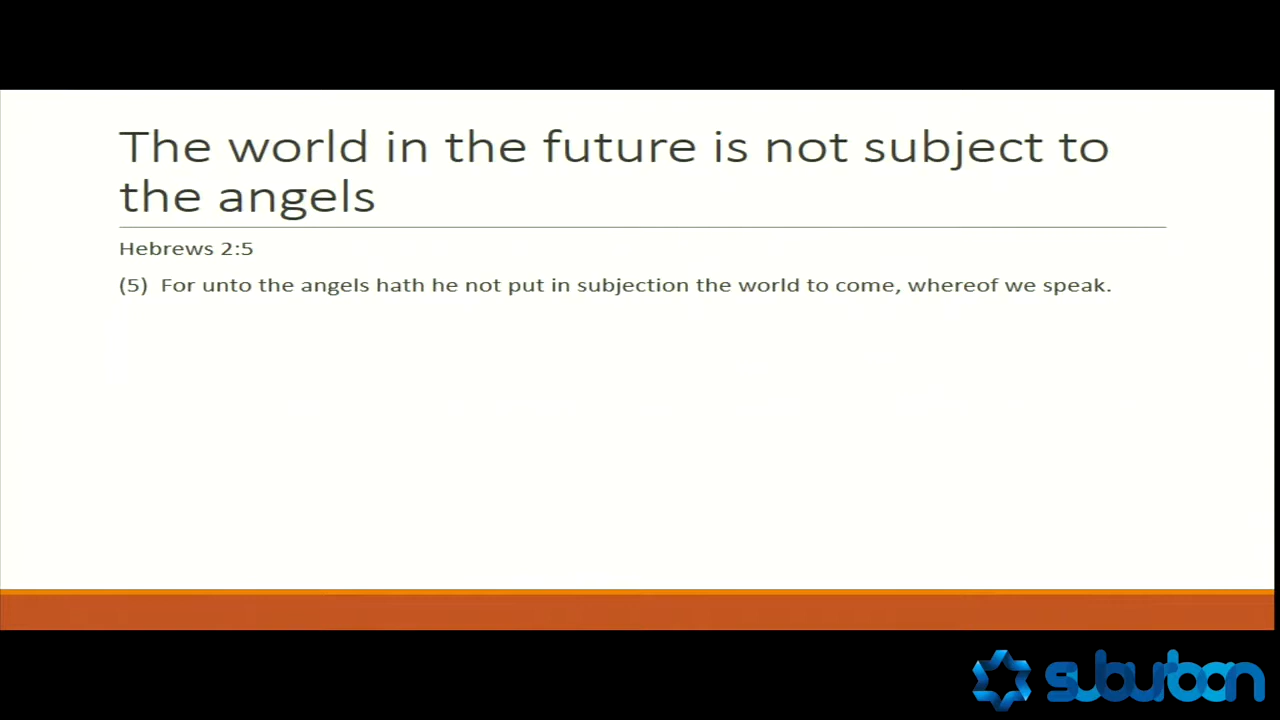 The world in the future is not subject to
the angels
Hebrews 2:5
(5) For unto the angels hath he not put in subjection the world to come, whereof we speak.
suburban